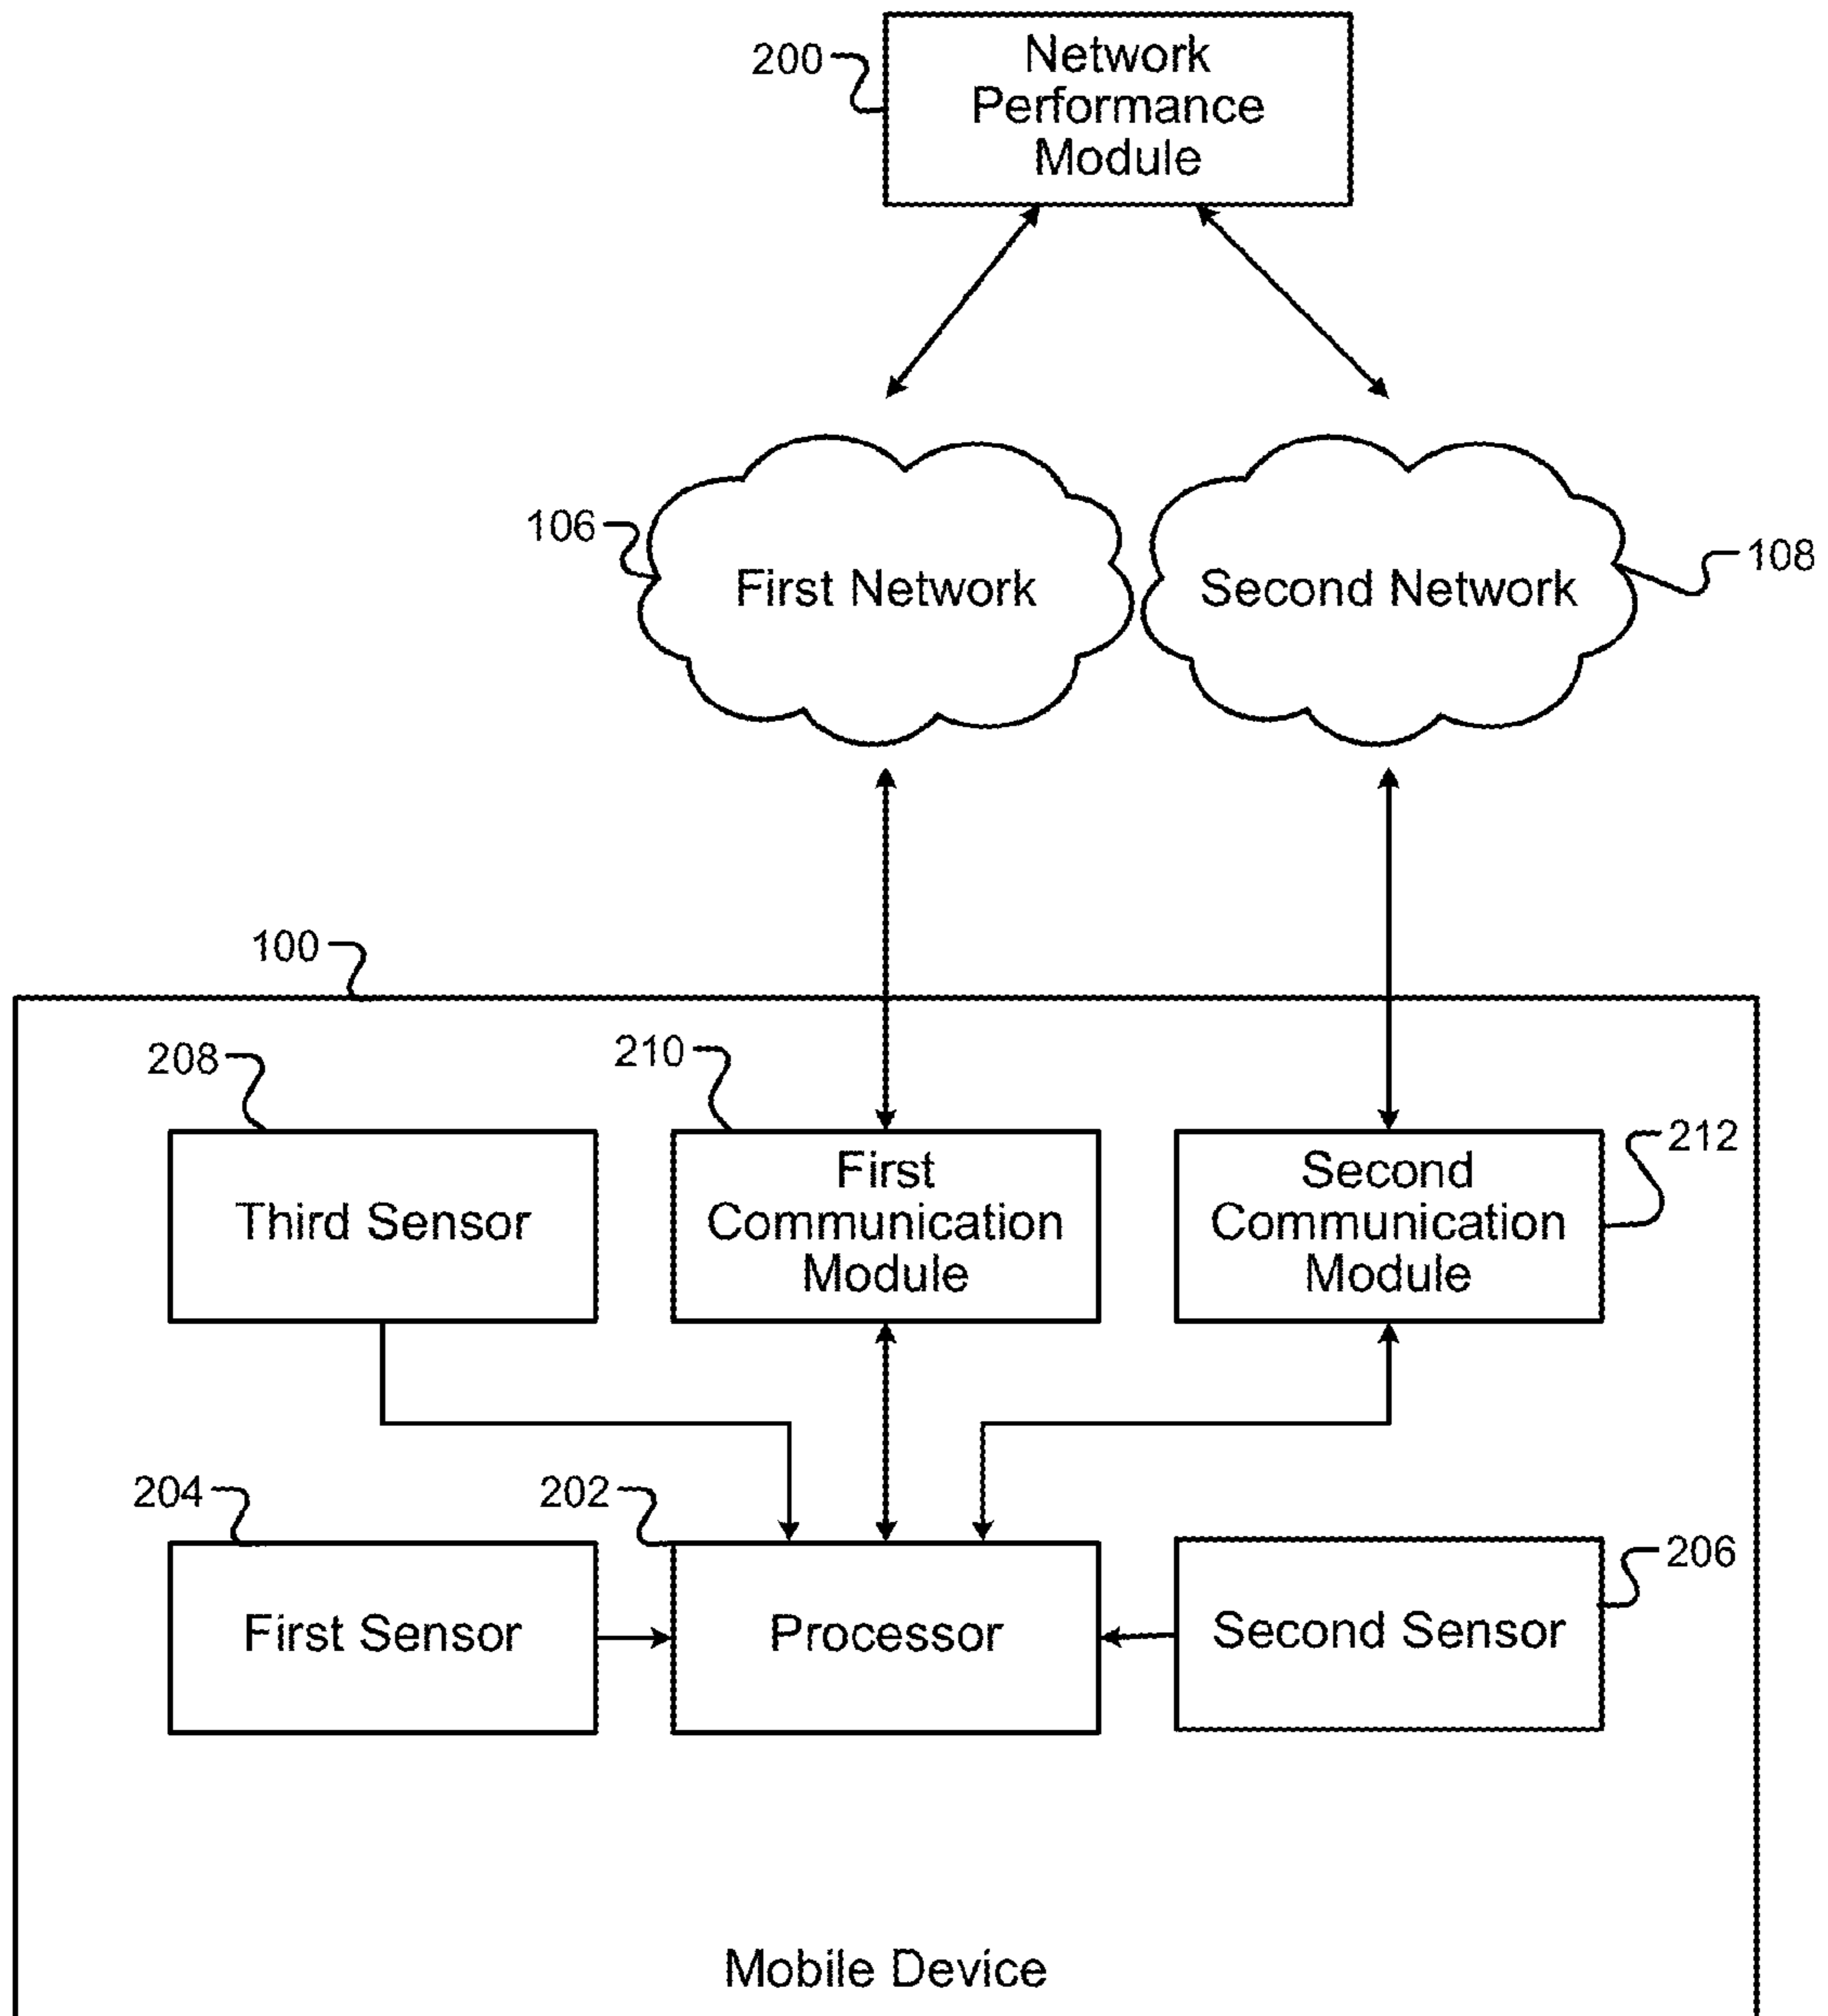 200
Network
Performance
Module
106
First Network
Second Network
108
100
208
210
212
Third Sensor
First
Communication
Module
Second
Communication
Module
204
202
206
First Sensor
Processor
Second Sensor
Mobile Device